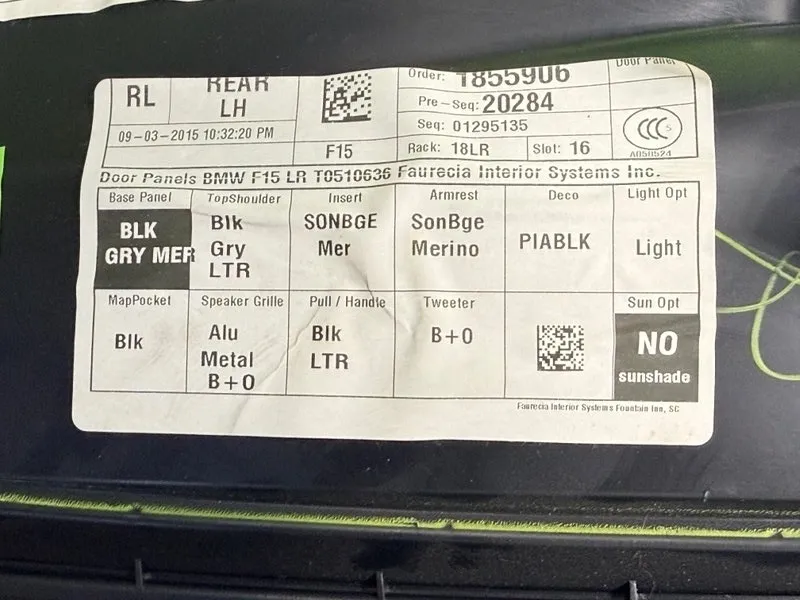 Door Panel
RL REAR LH Order: 1855906
Pre-Seq: 20284
CCC S
09-03-2015 10:32:20 PM Seq: 01295135
F15 Rack: 18LR Slot: 16 A050524
Door Panels BMW F15 LR T0510636 Faurecia Interior Systems Inc.
Base Panel TopShoulder Insert Armrest Deco Light Opt
BLK Blk SONBGE SonBge PIABLK Light
GRY MER Gry Mer Merino
LTR
MapPocket Speaker Grille Pull / Handle Tweeter Sun Opt
Blk Alu Blk B+O NO
Metal LTR sunshade
B+O
Faurecia Interior Systems Fountain Inn, SC